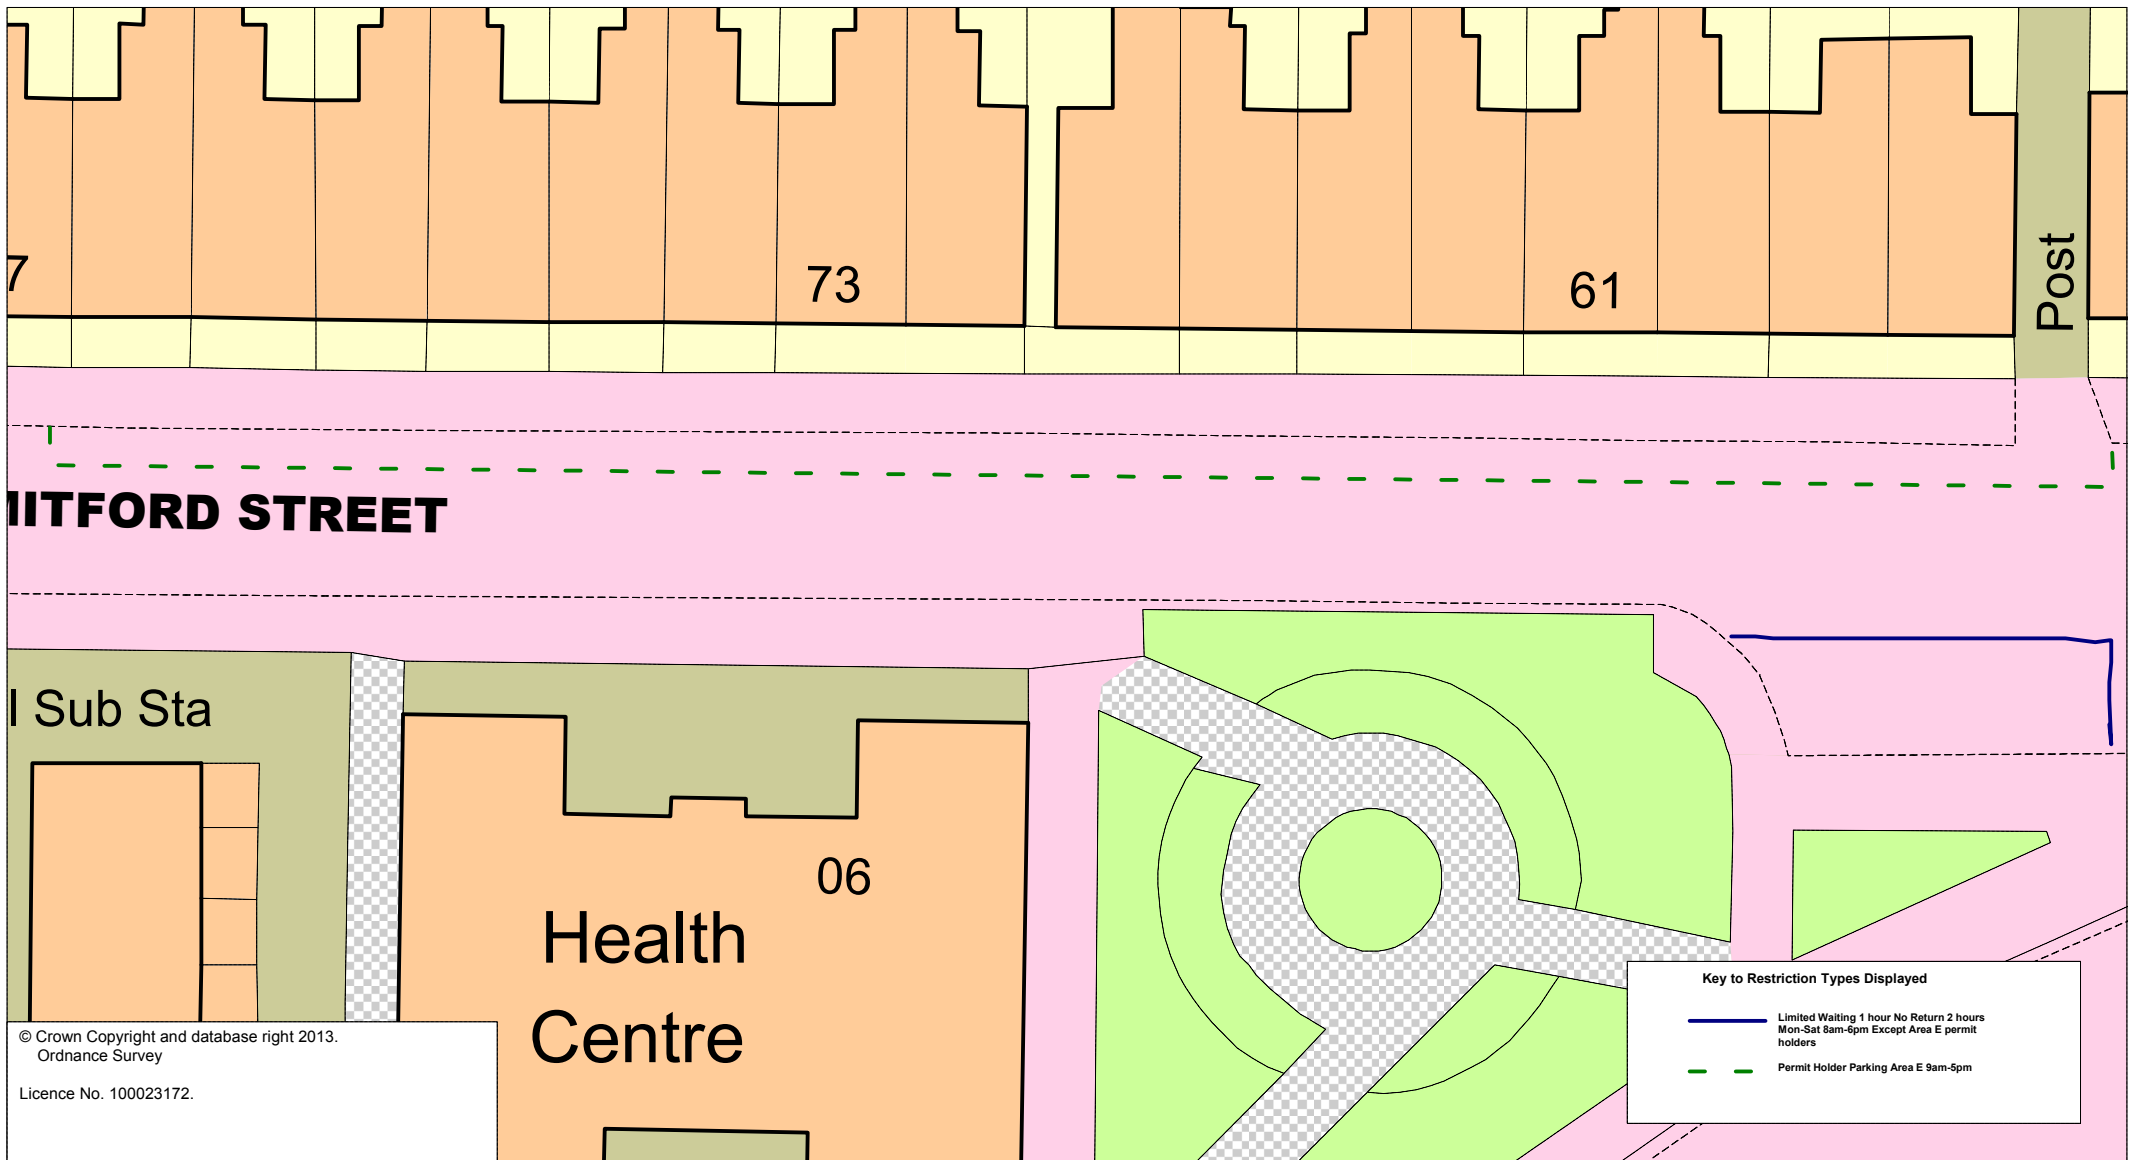 7
73
61
Post
MITFORD STREET
l Sub Sta
06
Health
Centre
Key to Restriction Types Displayed
Limited Waiting 1 hour No Return 2 hours
Mon-Sat 8am-6pm Except Area E permit
holders
Permit Holder Parking Area E 9am-5pm
© Crown Copyright and database right 2013.
Ordnance Survey
Licence No. 100023172.